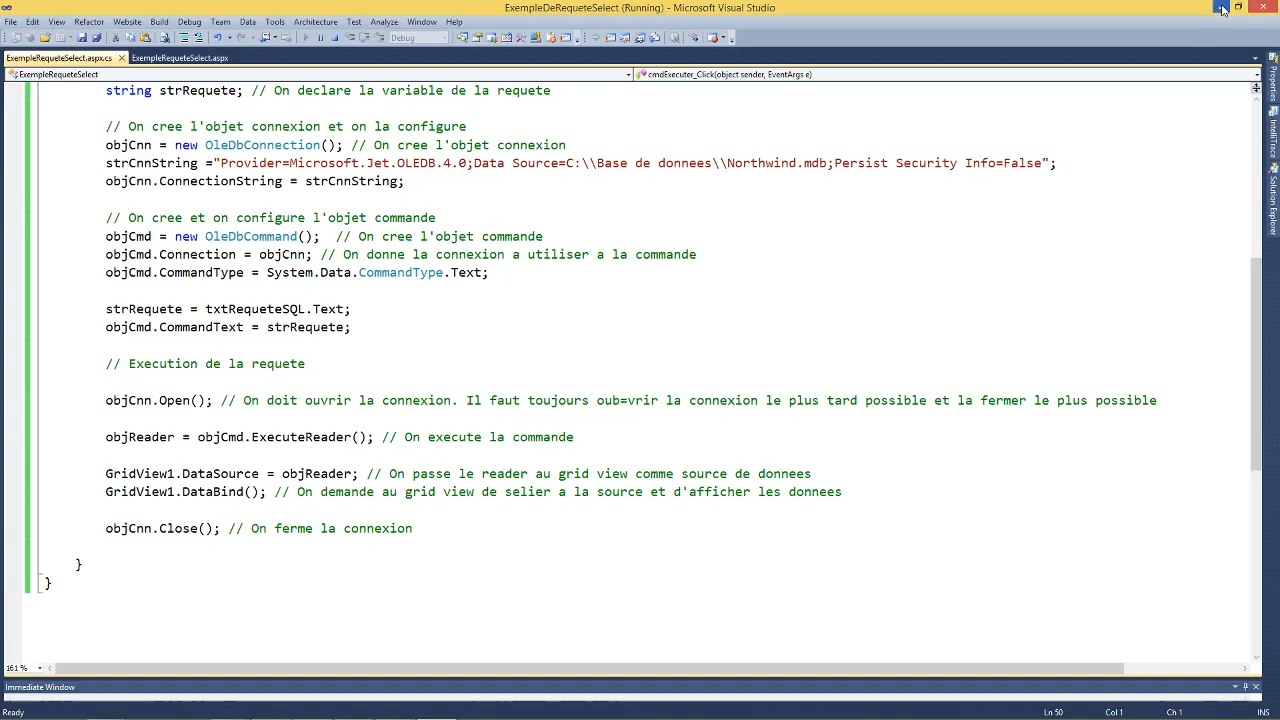 ExempleDeRequeteSelect (Running) - Microsoft Visual Studio
File Edit View Refactor Website Build Debug Team Data Tools Architecture Test Analyze Window Help
Debug
ExempleRequeteSelect.aspx.cs ExempleRequeteSelect.aspx
ExempleRequeteSelect cmdExecuter_Click(object sender, EventArgs e)
string strRequete; // On declare la variable de la requete
// On cree l'objet connexion et on la configure
objCnn = new OleDbConnection(); // On cree l'objet connexion
strCnnString ="Provider=Microsoft.Jet.OLEDB.4.0;Data Source=C:\\Base de donnees\\Northwind.mdb;Persist Security Info=False";
objCnn.ConnectionString = strCnnString;
// On cree et on configure l'objet commande
objCmd = new OleDbCommand(); // On cree l'objet commande
objCmd.Connection = objCnn; // On donne la connexion a utiliser a la commande
objCmd.CommandType = System.Data.CommandType.Text;
strRequete = txtRequeteSQL.Text;
objCmd.CommandText = strRequete;
// Execution de la requete
objCnn.Open(); // On doit ouvrir la connexion. Il faut toujours oub=vrir la connexion le plus tard possible et la fermer le plus possible
objReader = objCmd.ExecuteReader(); // On execute la commande
GridView1.DataSource = objReader; // On passe le reader au grid view comme source de donnees
GridView1.DataBind(); // On demande au grid view de selier a la source et d'afficher les donnees
objCnn.Close(); // On ferme la connexion
}
}
161 %
Immediate Window
Ready Ln 50 Col 1 Ch 1 INS
Properties
IntelliTrace
Solution Explorer